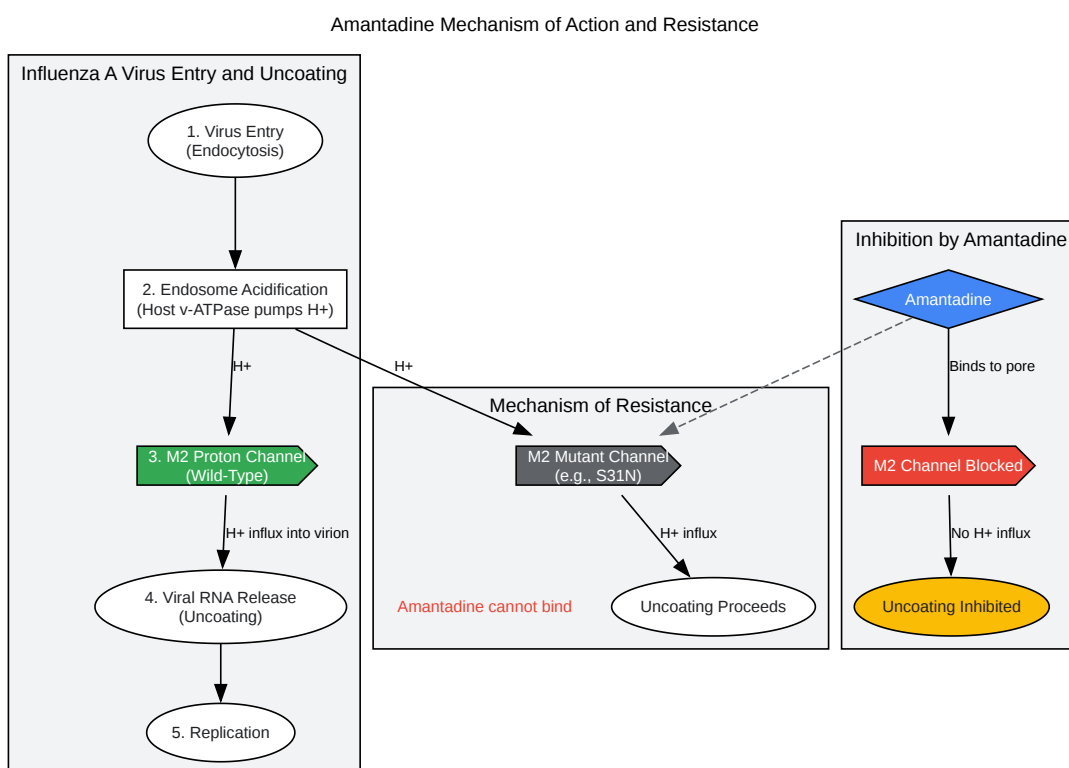 Amantadine Mechanism of Action and Resistance
Influenza A Virus Entry and Uncoating
1. Virus Entry
(Endocytosis)
2. Endosome Acidification
(Host v-ATPase pumps H+)
H+
3. M2 Proton Channel
(Wild-Type)
H+ influx into virion
4. Viral RNA Release
(Uncoating)
5. Replication
H+
Mechanism of Resistance
M2 Mutant Channel
(e.g., S31N)
H+ influx
Amantadine cannot bind
Uncoating Proceeds
Inhibition by Amantadine
Amantadine
Binds to pore
M2 Channel Blocked
No H+ influx
Uncoating Inhibited